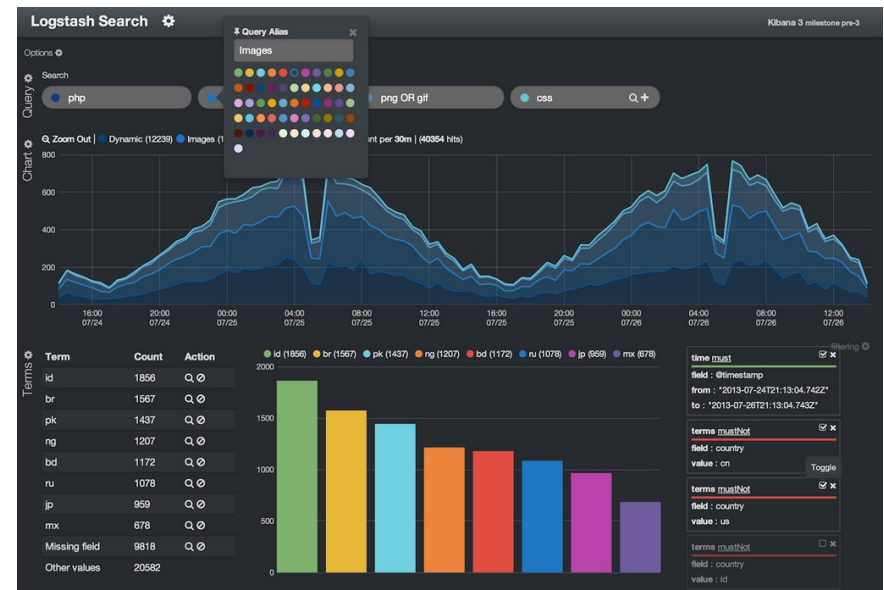 Logstash Search
Kibana 3 milestone pre-3
Query Alias
Images
Options
Query
Search
php
png OR gif
css
Chart
Zoom Out | Dynamic (12239) Images (1
per 30m | (40354 hits)
800
600
400
200
0
16:00 07/24
20:00 07/24
00:00 07/25
04:00 07/25
08:00 07/25
12:00 07/25
16:00 07/25
20:00 07/25
00:00 07/26
04:00 07/26
08:00 07/26
12:00 07/26
Terms
Term Count Action
id 1856
br 1567
pk 1437
ng 1207
bd 1172
ru 1078
jp 959
mx 678
Missing field 9818
Other values 20582
id (1856) br (1567) pk (1437) ng (1207) bd (1172) ru (1078) jp (959) mx (678)
2000
1500
1000
500
0
filtering
time must
field : @timestamp
from : "2013-07-24T21:13:04.742Z"
to : "2013-07-26T21:13:04.743Z"
terms mustNot
field : country
value : cn
Toggle
terms mustNot
field : country
value : us
terms mustNot
field : country
value : id